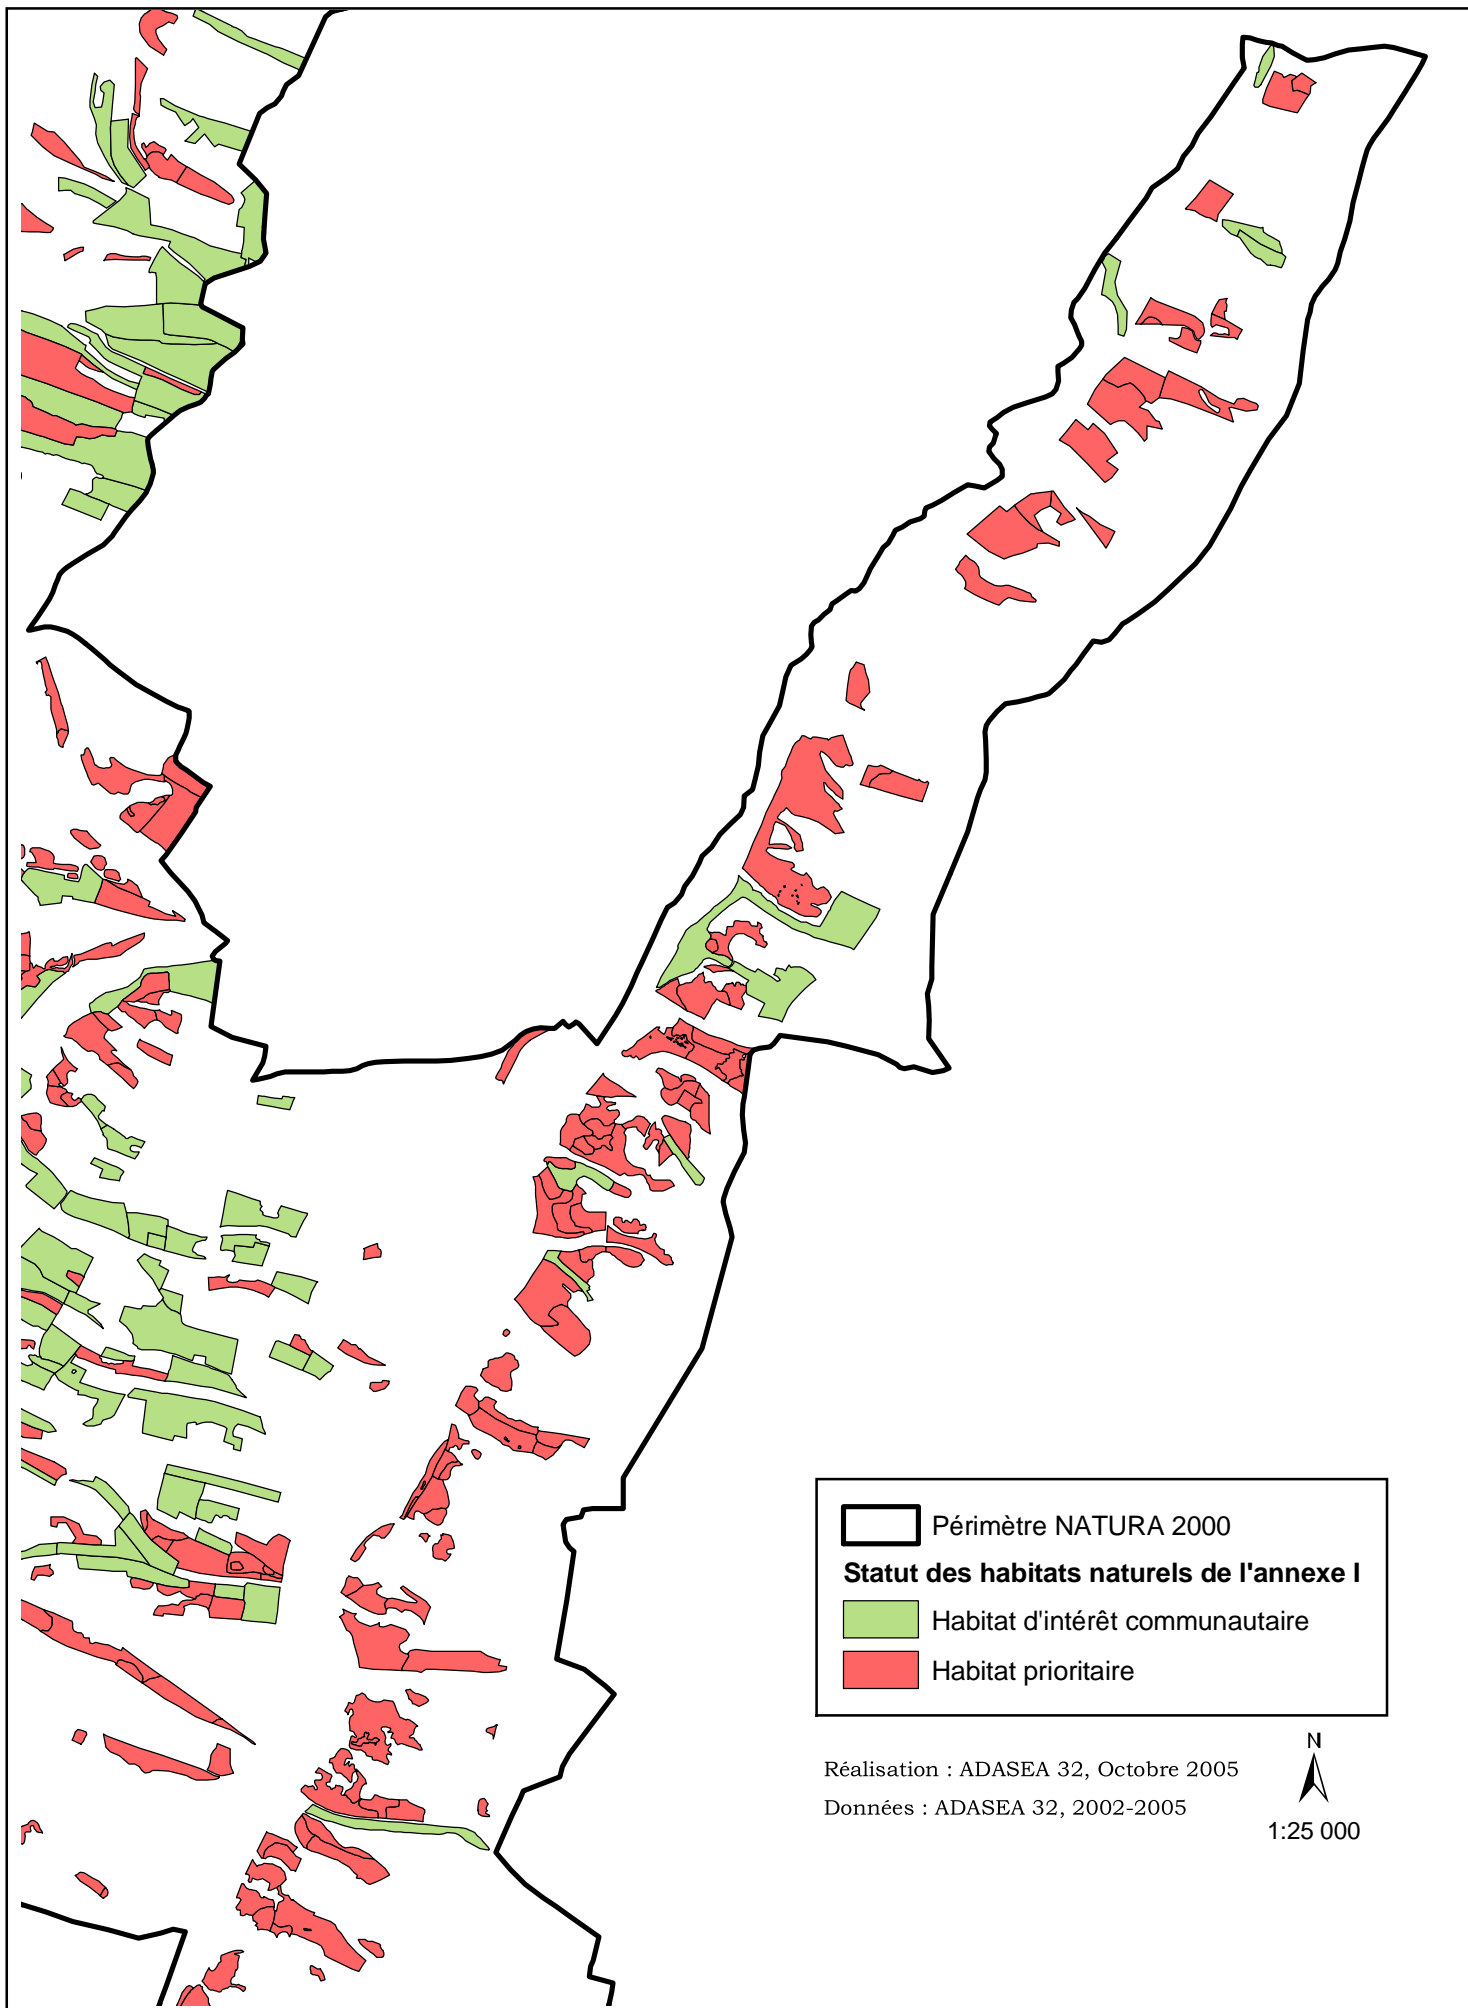 Périmètre NATURA 2000
Statut des habitats naturels de l'annexe I
Habitat d'intérêt communautaire
Habitat prioritaire
Réalisation : ADASEA 32, Octobre 2005
Données : ADASEA 32, 2002-2005
N
1:25 000